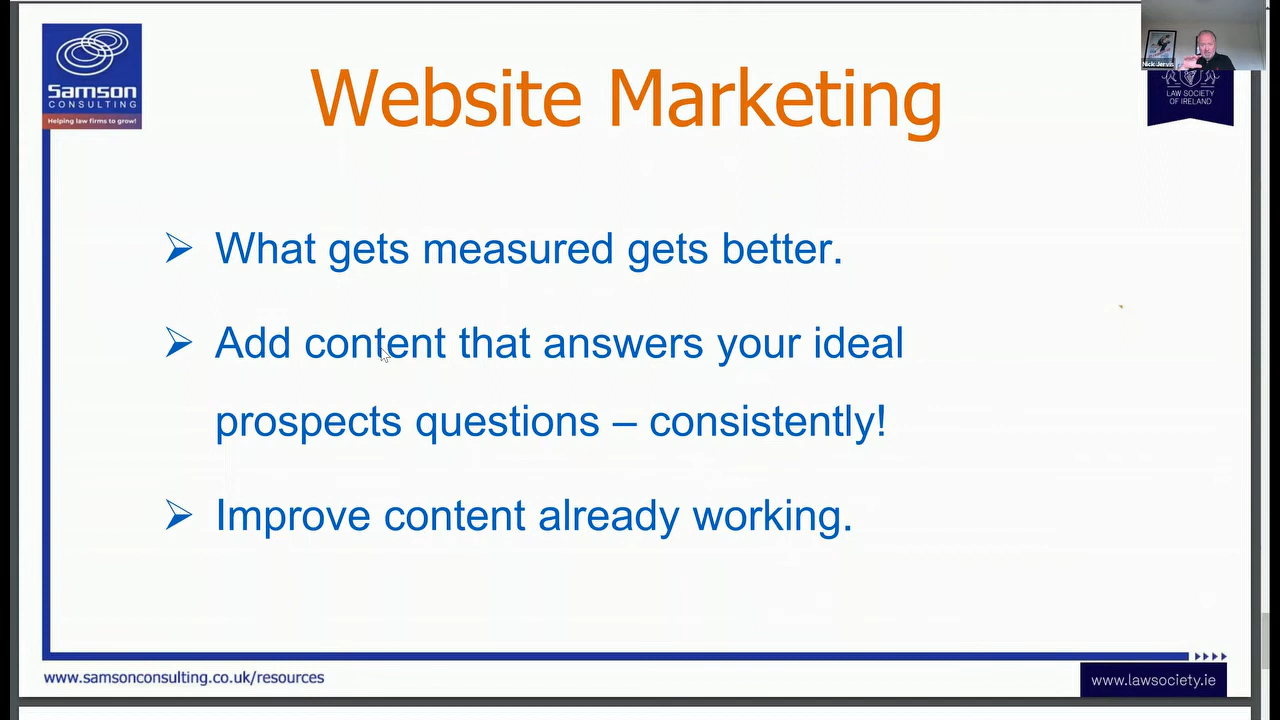 Samson
CONSULTING
Helping law firms to grow!
Website Marketing
Nick Jervis
LAW SOCIETY
OF IRELAND
What gets measured gets better.
Add content that answers your ideal
prospects questions – consistently!
Improve content already working.
www.samsonconsulting.co.uk/resources
www.lawsociety.ie